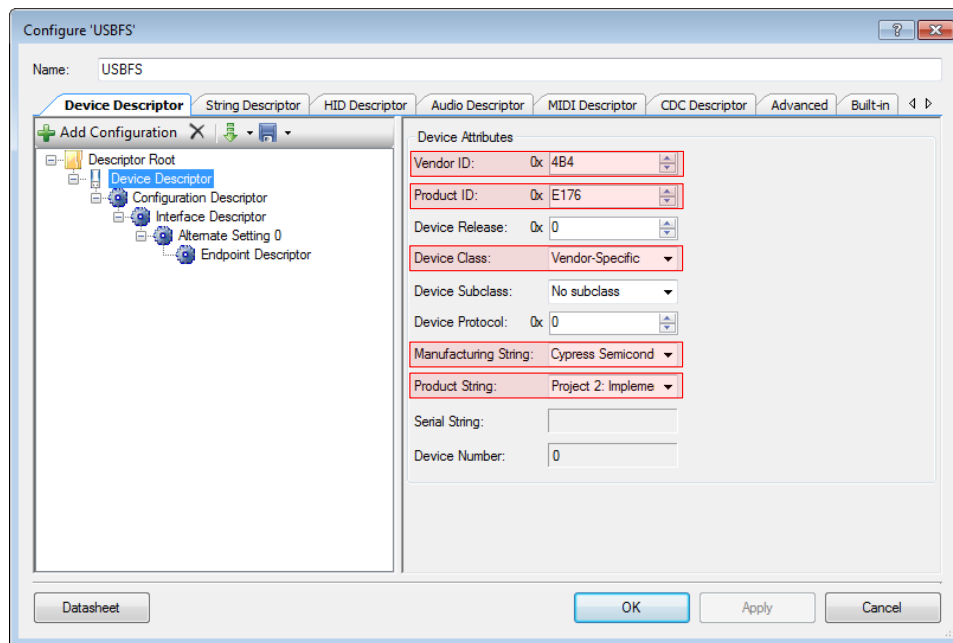 Configure 'USBFS'
Name: USBFS
Device Descriptor String Descriptor HID Descriptor Audio Descriptor MIDI Descriptor CDC Descriptor Advanced Built-in
Add Configuration
Descriptor Root
Device Descriptor
Configuration Descriptor
Interface Descriptor
Alternate Setting 0
Endpoint Descriptor
Device Attributes
Vendor ID: 0x 4B4
Product ID: 0x E176
Device Release: 0x 0
Device Class: Vendor-Specific
Device Subclass: No subclass
Device Protocol: 0x 0
Manufacturing String: Cypress Semicond
Product String: Project 2: Impleme
Serial String:
Device Number: 0
Datasheet OK Apply Cancel